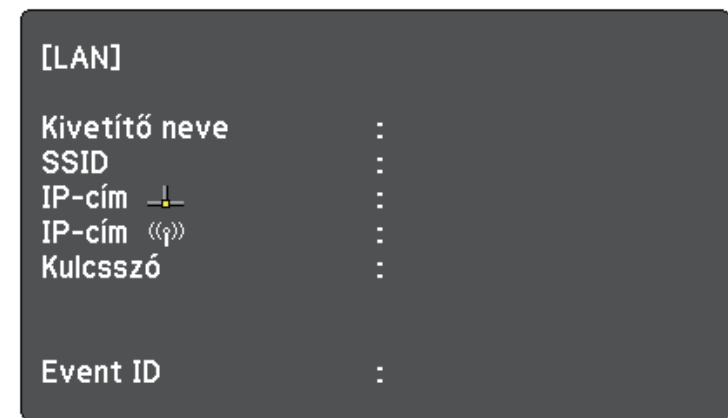 [LAN]
Kivetítő neve :
SSID :
IP-cím :
IP-cím :
Kulcsszó :
Event ID :